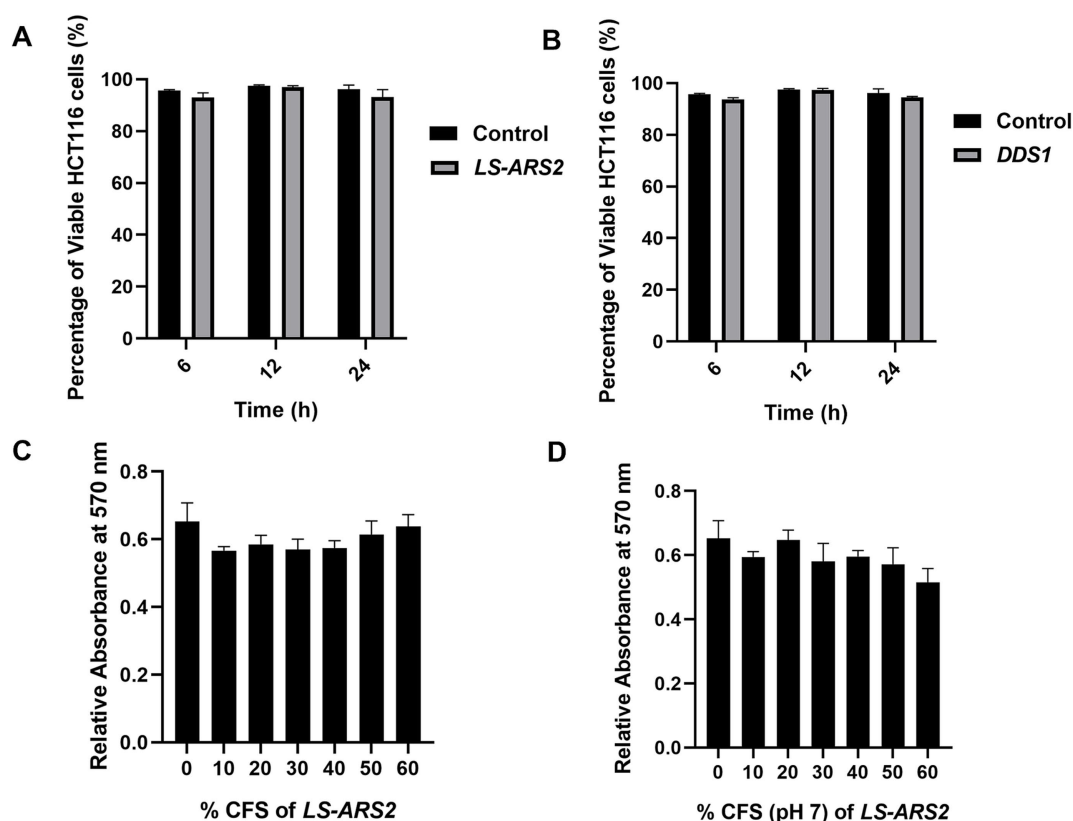 A
Percentage of Viable HCT116 cells (%)
100
80
60
40
20
0
6
12
24
Time (h)
Control
LS-ARS2
B
Percentage of Viable HCT116 cells (%)
100
80
60
40
20
0
6
12
24
Time (h)
Control
DDS1
C
Relative Absorbance at 570 nm
0.8
0.6
0.4
0.2
0.0
0 10 20 30 40 50 60
% CFS of LS-ARS2
D
Relative Absorbance at 570 nm
0.8
0.6
0.4
0.2
0.0
0 10 20 30 40 50 60
% CFS (pH 7) of LS-ARS2